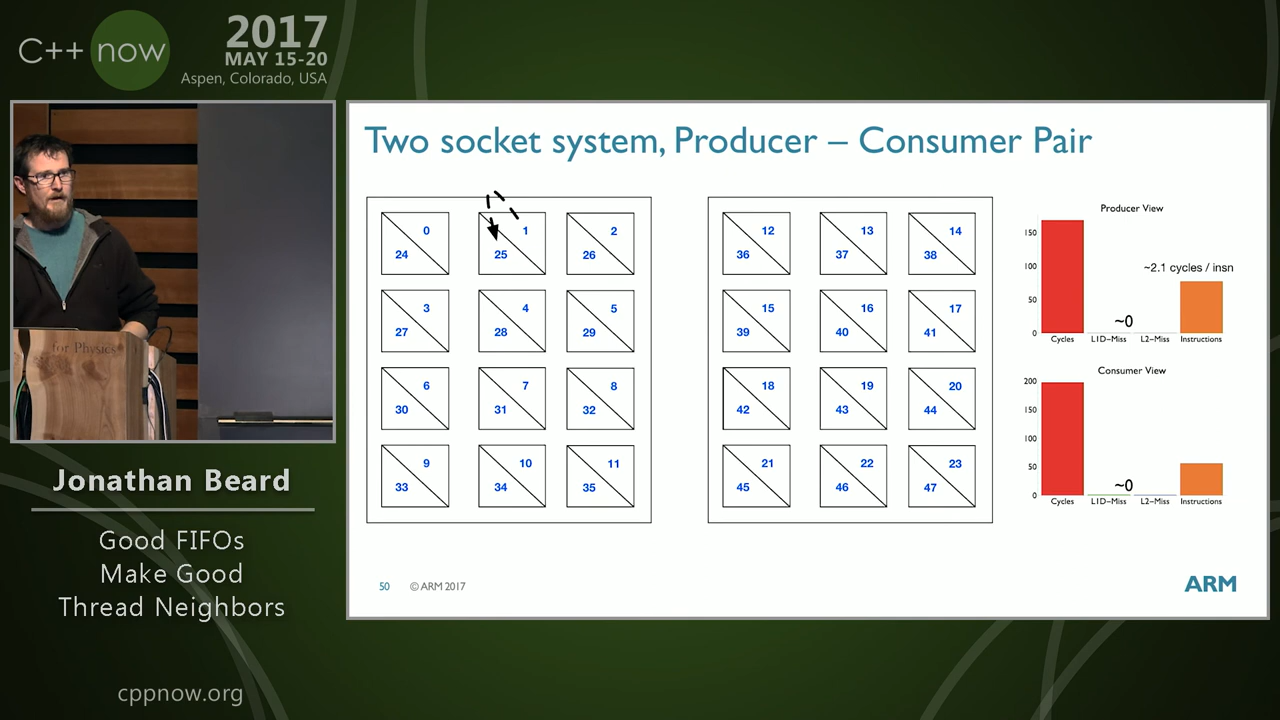 C++ now
2017
MAY 15-20
Aspen, Colorado, USA
for Physics
Jonathan Beard
Good FIFOs
Make Good
Thread Neighbors
cppnow.org
Two socket system, Producer – Consumer Pair
0 1 2
24 25 26
3 4 5
27 28 29
6 7 8
30 31 32
9 10 11
33 34 35
12 13 14
36 37 38
15 16 17
39 40 41
18 19 20
42 43 44
21 22 23
45 46 47
Producer View
150
100
50
0
~2.1 cycles / insn
~0
Cycles L1D-Miss L2-Miss Instructions
Consumer View
200
150
100
50
0
~0
Cycles L1D-Miss L2-Miss Instructions
50 © ARM 2017
ARM